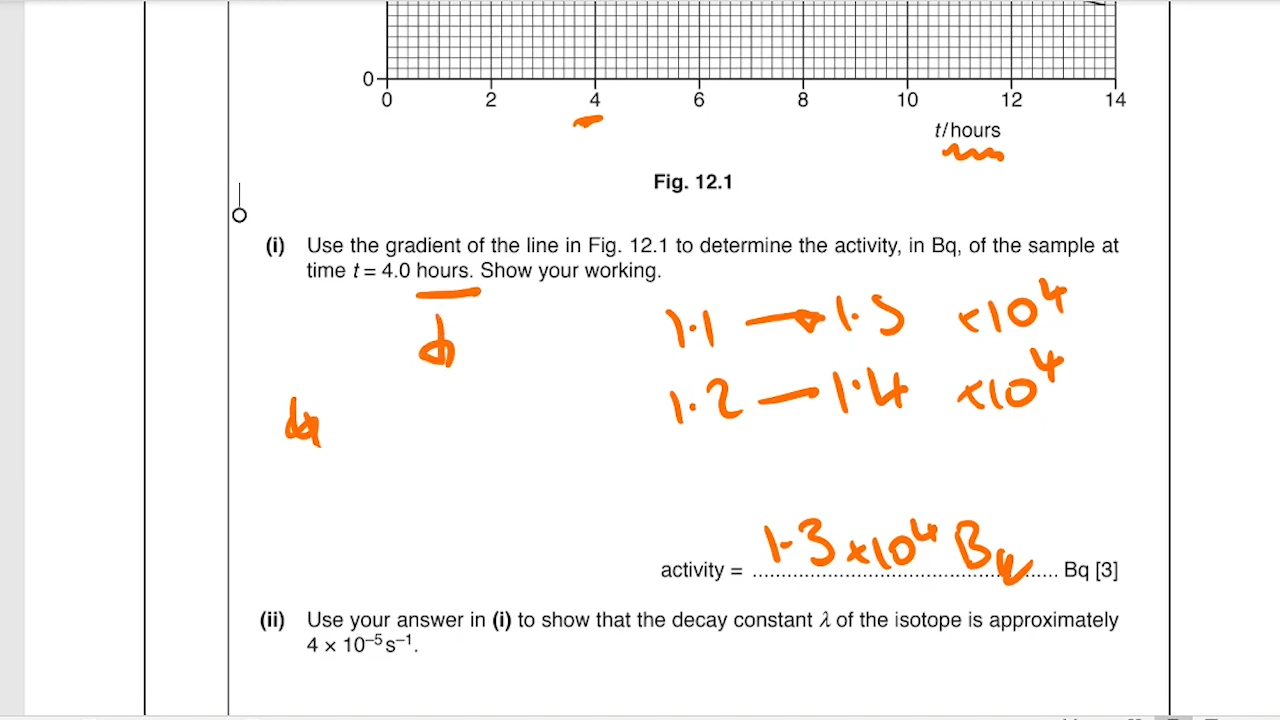 0
0 2 4 6 8 10 12 14
t/hours
Fig. 12.1
(i) Use the gradient of the line in Fig. 12.1 to determine the activity, in Bq, of the sample at
time t = 4.0 hours. Show your working.
1.1 → 1.5 ×10⁴
1.2 — 1.4 ×10⁴
1.3 ×10⁴ Bq
activity = .......................................................... Bq [3]
(ii) Use your answer in (i) to show that the decay constant λ of the isotope is approximately
4 × 10⁻⁵ s⁻¹.